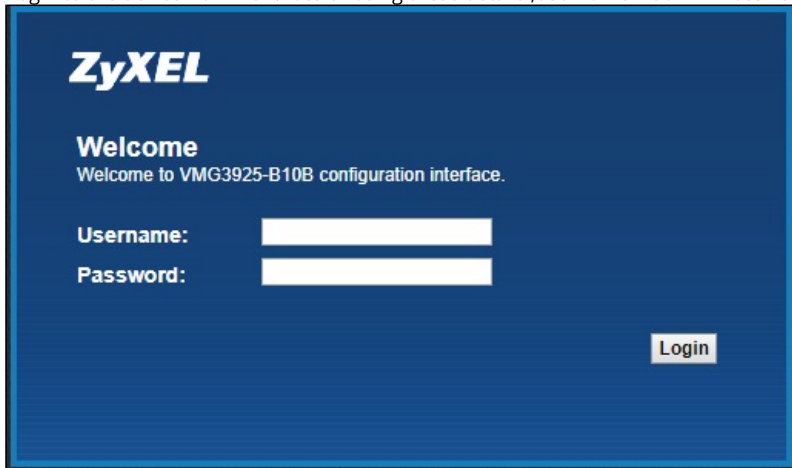 ZyXEL
Welcome
Welcome to VMG3925-B10B configuration interface.
Username:
Password:
Login